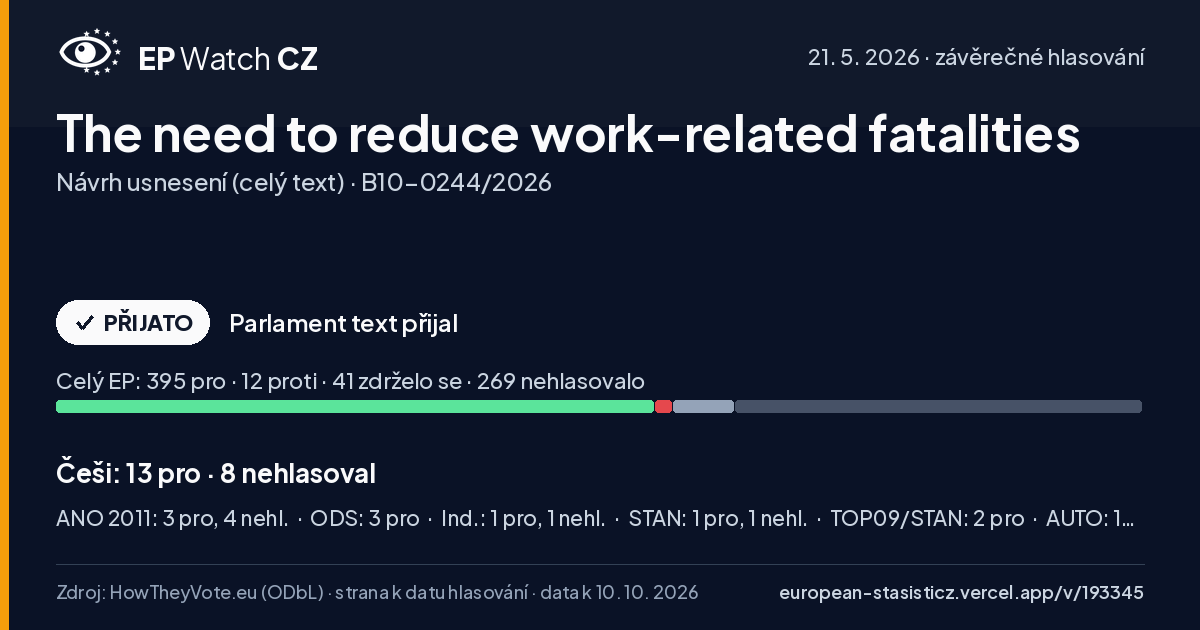 EP Watch CZ
21. 5. 2026 · závěrečné hlasování
The need to reduce work-related fatalities
Návrh usnesení (celý text) · B10-0244/2026
✓ PŘIJATO Parlament text přijal
Celý EP: 395 pro · 12 proti · 41 zdrželo se · 269 nehlasovalo
Češi: 13 pro · 8 nehlasoval
ANO 2011: 3 pro, 4 nehl. · ODS: 3 pro · Ind.: 1 pro, 1 nehl. · STAN: 1 pro, 1 nehl. · TOP09/STAN: 2 pro · AUTO: 1…
Zdroj: HowTheyVote.eu (ODbL) · strana k datu hlasování · data k 10. 10. 2026
european-stasisticz.vercel.app/v/193345